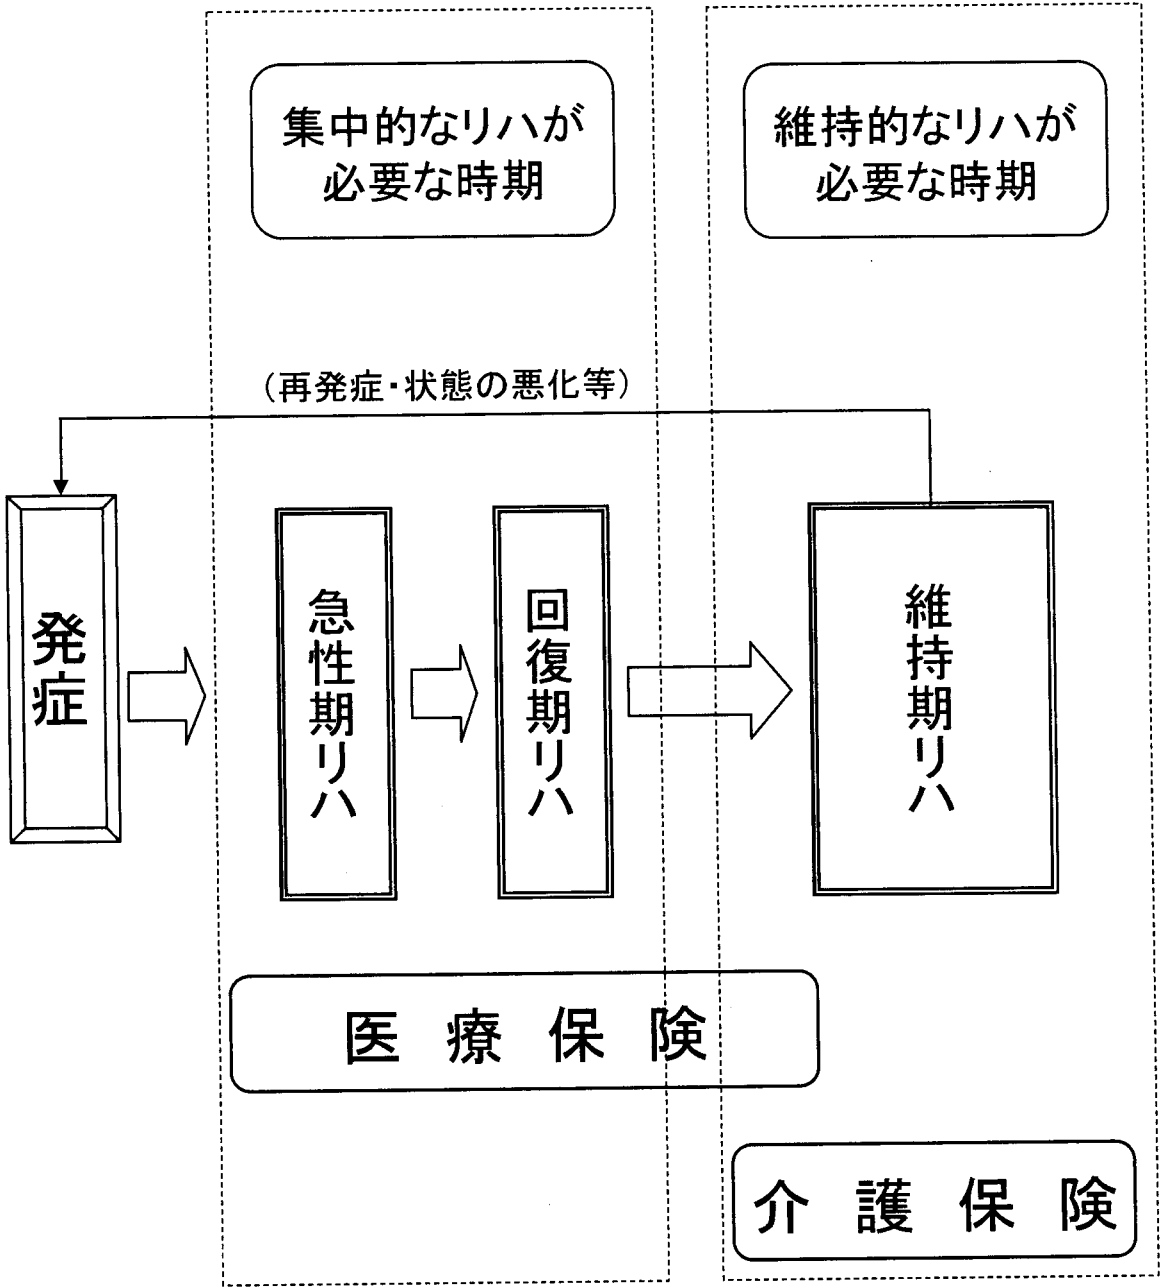 集中的なリハが
必要な時期
維持的なリハが
必要な時期
（再発症・状態の悪化等）
発症
急性期リハ
回復期リハ
維持期リハ
医療保険
介護保険